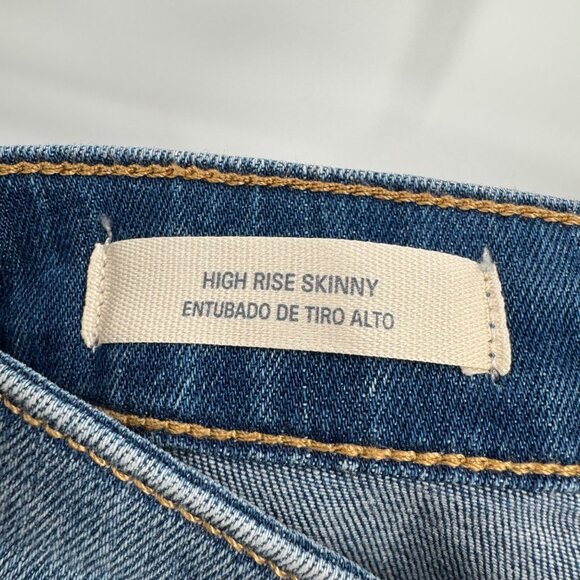 HIGH RISE SKINNY
ENTUBADO DE TIRO ALTO